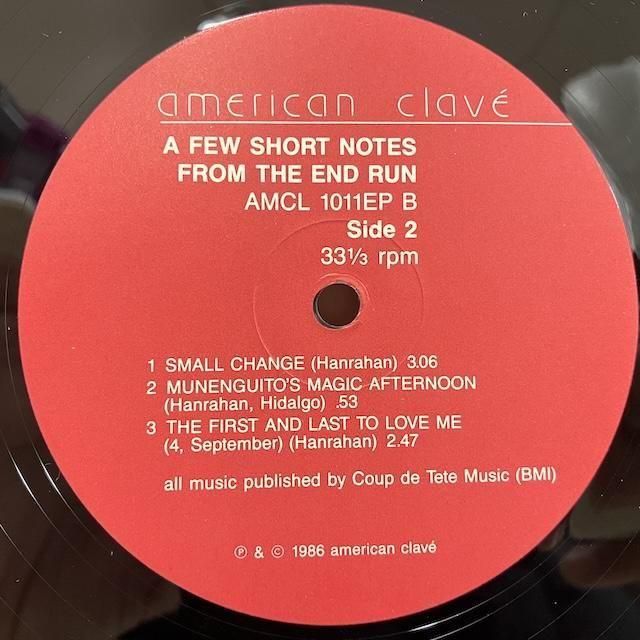 american clavé
A FEW SHORT NOTES
FROM THE END RUN
AMCL 1011EP B
Side 2
33⅓ rpm
1 SMALL CHANGE (Hanrahan) 3.06
2 MUNENGUITO'S MAGIC AFTERNOON
(Hanrahan, Hidalgo) .53
3 THE FIRST AND LAST TO LOVE ME
(4, September) (Hanrahan) 2.47
all music published by Coup de Tete Music (BMI)
℗ & © 1986 american clavé